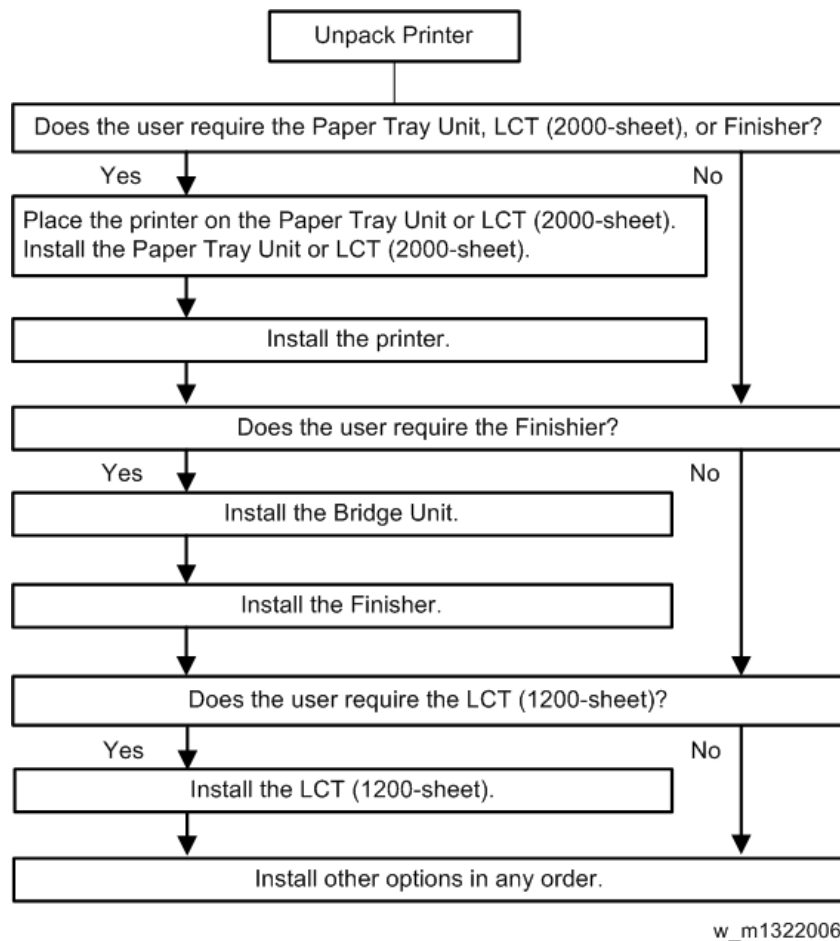 Unpack Printer
Does the user require the Paper Tray Unit, LCT (2000-sheet), or Finisher?
Yes
No
Place the printer on the Paper Tray Unit or LCT (2000-sheet).
Install the Paper Tray Unit or LCT (2000-sheet).
Install the printer.
Does the user require the Finishier?
Yes
No
Install the Bridge Unit.
Install the Finisher.
Does the user require the LCT (1200-sheet)?
Yes
No
Install the LCT (1200-sheet).
Install other options in any order.
w_m1322006